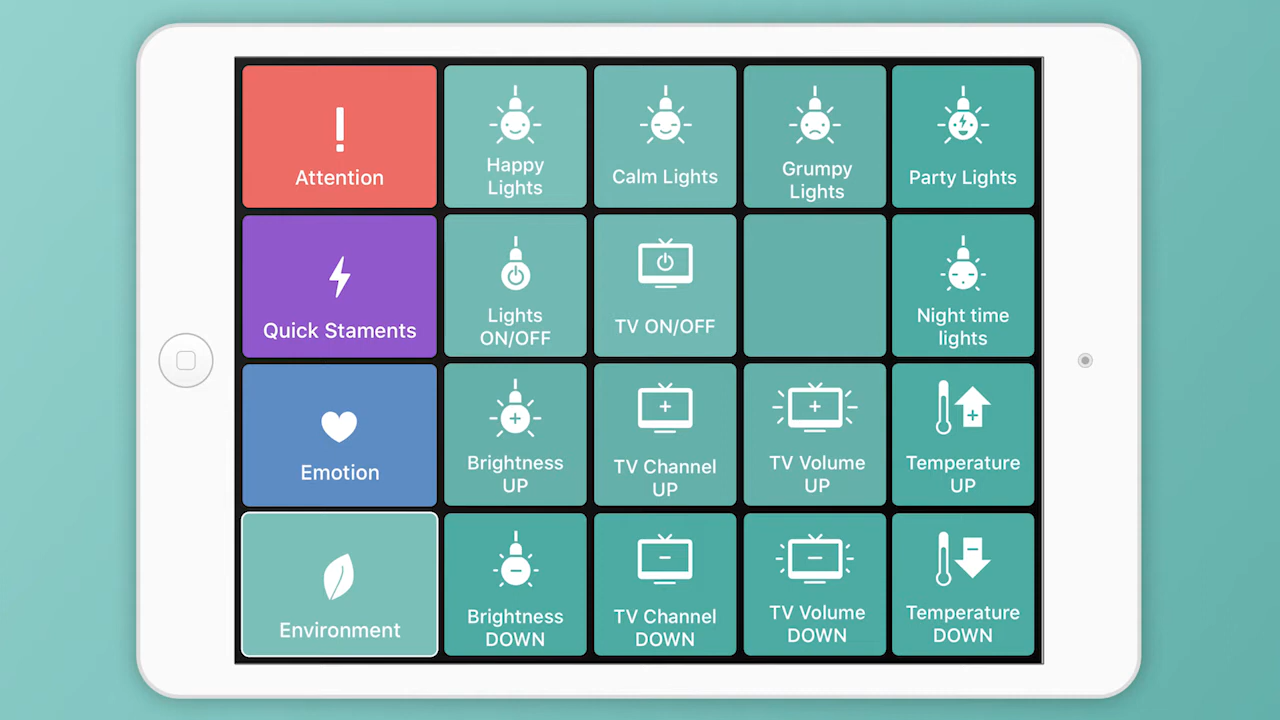 Attention
Happy
Lights
Calm Lights
Grumpy
Lights
Party Lights
Quick Staments
Lights
ON/OFF
TV ON/OFF
Night time
lights
Emotion
Brightness
UP
TV Channel
UP
TV Volume
UP
Temperature
UP
Environment
Brightness
DOWN
TV Channel
DOWN
TV Volume
DOWN
Temperature
DOWN